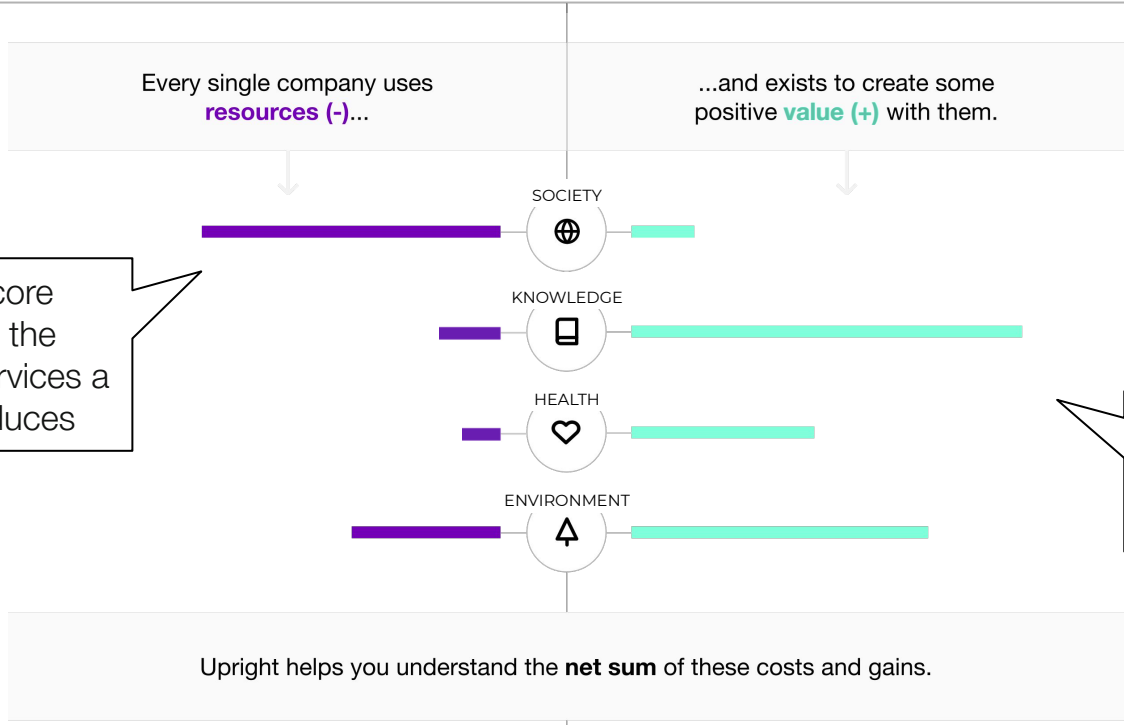 Every single company uses
resources (-)...
...and exists to create some
positive value (+) with them.
SOCIETY
core
the
rvices a
duces
KNOWLEDGE
HEALTH
ENVIRONMENT
Upright helps you understand the net sum of these costs and gains.